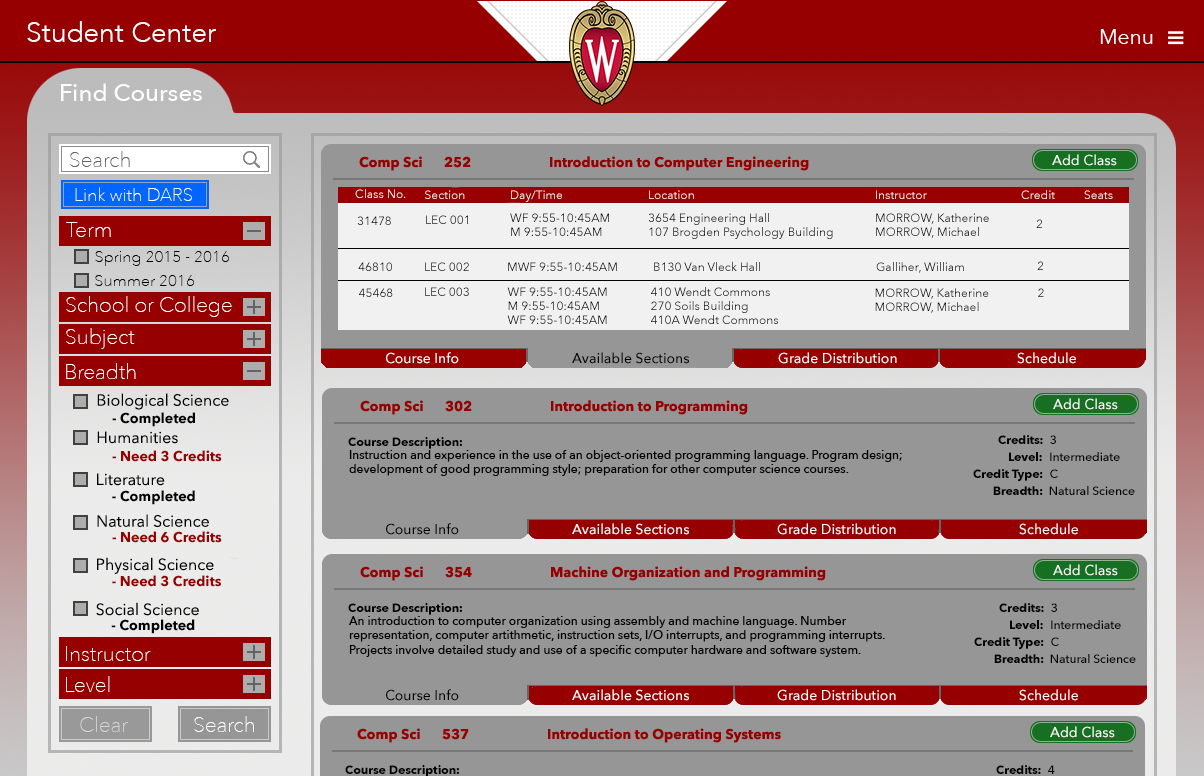 Student Center
W
Menu
Find Courses
Search
Link with DARS
Term
Spring 2015 - 2016
Summer 2016
School or College
Subject
Breadth
Biological Science
- Completed
Humanities
- Need 3 Credits
Literature
- Completed
Natural Science
- Need 6 Credits
Physical Science
- Need 3 Credits
Social Science
- Completed
Instructor
Level
Clear Search
Comp Sci 252 Introduction to Computer Engineering Add Class
Class No. Section Day/Time Location Instructor Credit Seats
31478 LEC 001 WF 9:55-10:45AM 3654 Engineering Hall MORROW, Katherine 2
M 9:55-10:45AM 107 Brogden Psychology Building MORROW, Michael
46810 LEC 002 MWF 9:55-10:45AM B130 Van Vleck Hall Galliher, William 2
45468 LEC 003 WF 9:55-10:45AM 410 Wendt Commons MORROW, Katherine 2
M 9:55-10:45AM 270 Soils Building MORROW, Michael
WF 9:55-10:45AM 410A Wendt Commons
Course Info Available Sections Grade Distribution Schedule
Comp Sci 302 Introduction to Programming Add Class
Course Description:
Instruction and experience in the use of an object-oriented programming language. Program design;
development of good programming style; preparation for other computer science courses.
Credits: 3
Level: Intermediate
Credit Type: C
Breadth: Natural Science
Course Info Available Sections Grade Distribution Schedule
Comp Sci 354 Machine Organization and Programming Add Class
Course Description:
An introduction to computer organization using assembly and machine language. Number
representation, computer artithmetic, instruction sets, I/O interrupts, and programming interrupts.
Projects involve detailed study and use of a specific computer hardware and software system.
Credits: 3
Level: Intermediate
Credit Type: C
Breadth: Natural Science
Course Info Available Sections Grade Distribution Schedule
Comp Sci 537 Introduction to Operating Systems Add Class
Course Description:
Credits: 4